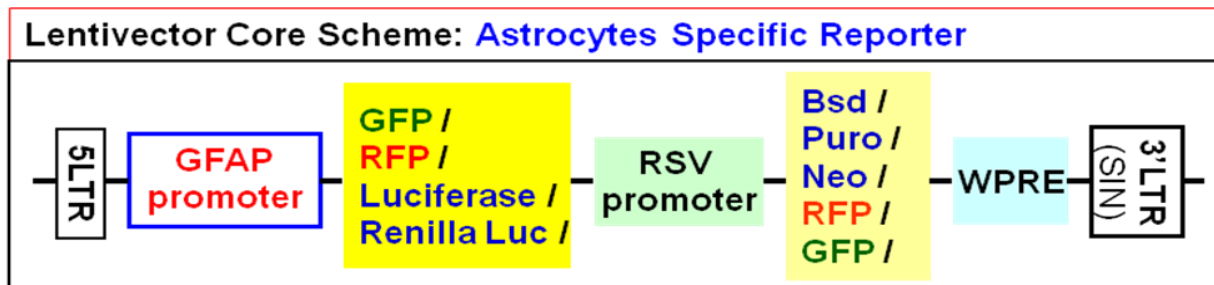 Lentivector Core Scheme: Astrocytes Specific Reporter
5LTR
GFAP
promoter
GFP /
RFP /
Luciferase /
Renilla Luc /
RSV
promoter
Bsd /
Puro /
Neo /
RFP /
GFP /
WPRE
3'LTR
(SIN)